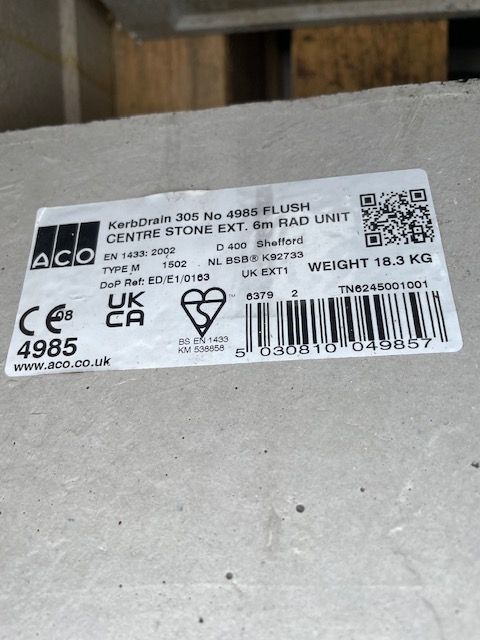 ACO
KerbDrain 305 No 4985 FLUSH
CENTRE STONE EXT. 6m RAD UNIT
EN 1433: 2002 D 400 Shefford
TYPE M 1502 NL BSB® K92733
DoP Ref: ED/E1/0163 UK EXT1 WEIGHT 18.3 KG
CE 08
UK CA
6379 2 TN6245001001
BS EN 1433
KM 538858
4985
www.aco.co.uk
5 030810 049857